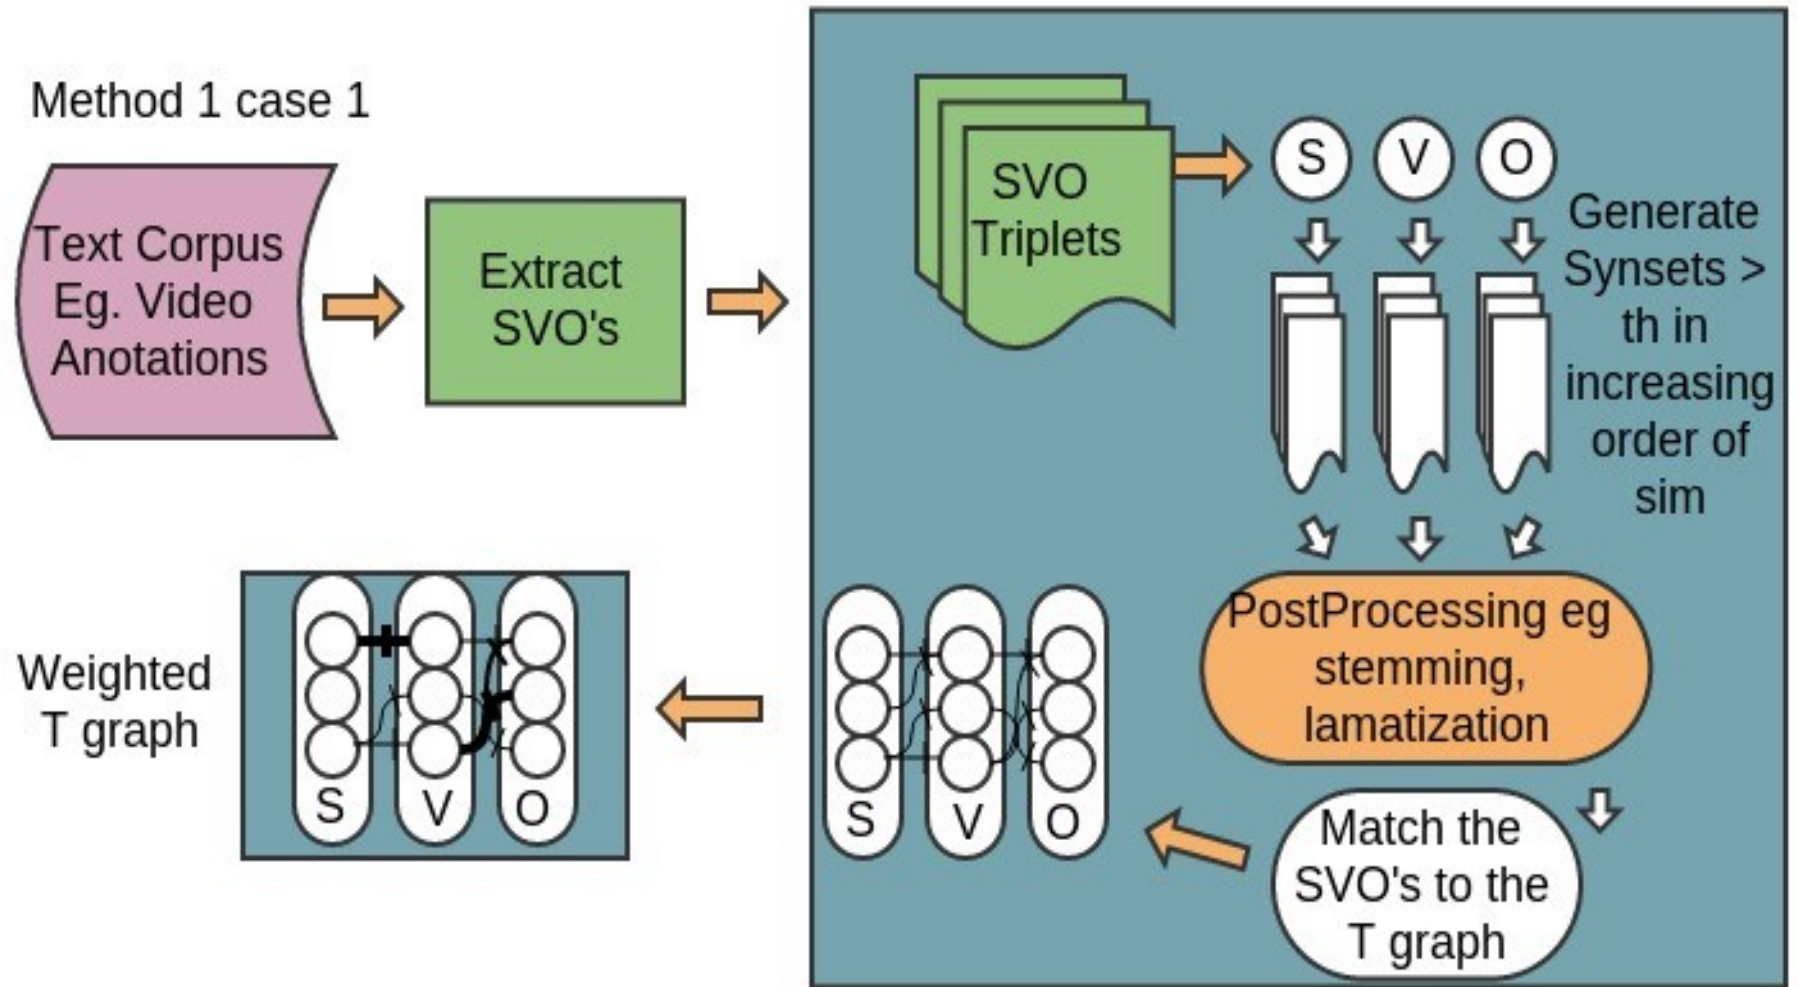 Method 1 case 1
Text Corpus
Eg. Video
Anotations
Extract
SVO's
SVO
Triplets
S V O
Generate
Synsets >
th in
increasing
order of
sim
PostProcessing eg
stemming,
lamatization
Match the
SVO's to the
T graph
S V O
Weighted
T graph
S V O